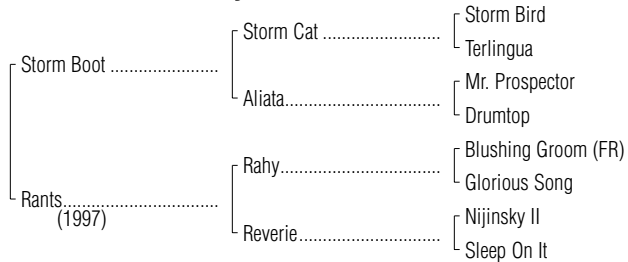 Storm Bird
Storm Cat ......................
Terlingua
Storm Boot ......................
Mr. Prospector
Aliata.............................
Drumtop
Blushing Groom (FR)
Rahy..............................
Glorious Song
Rants............................
(1997)
Nijinsky II
Reverie..........................
Sleep On It